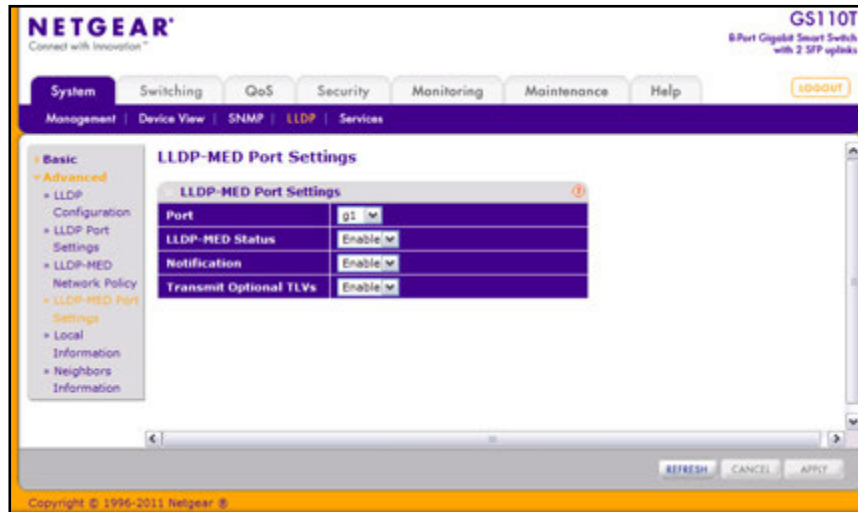 NETGEAR®
Connect with Innovation™
GS110T
8-Port Gigabit Smart Switch
with 2 SFP uplinks
System
Switching
QoS
Security
Monitoring
Maintenance
Help
LOGOUT
Management | Device View | SNMP | LLDP | Services
Basic
Advanced
» LLDP
Configuration
» LLDP Port
Settings
» LLDP-MED
Network Policy
» LLDP-MED Port
Settings
» Local
Information
» Neighbors
Information
LLDP-MED Port Settings
LLDP-MED Port Settings
Port g1
LLDP-MED Status Enable
Notification Enable
Transmit Optional TLVs Enable
REFRESH
CANCEL
APPLY
Copyright © 1996-2011 Netgear ®